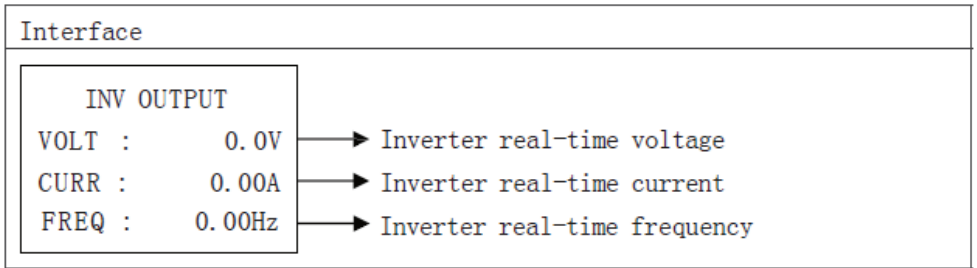 Interface
INV OUTPUT
VOLT : 0.0V Inverter real-time voltage
CURR : 0.00A Inverter real-time current
FREQ : 0.00Hz Inverter real-time frequency